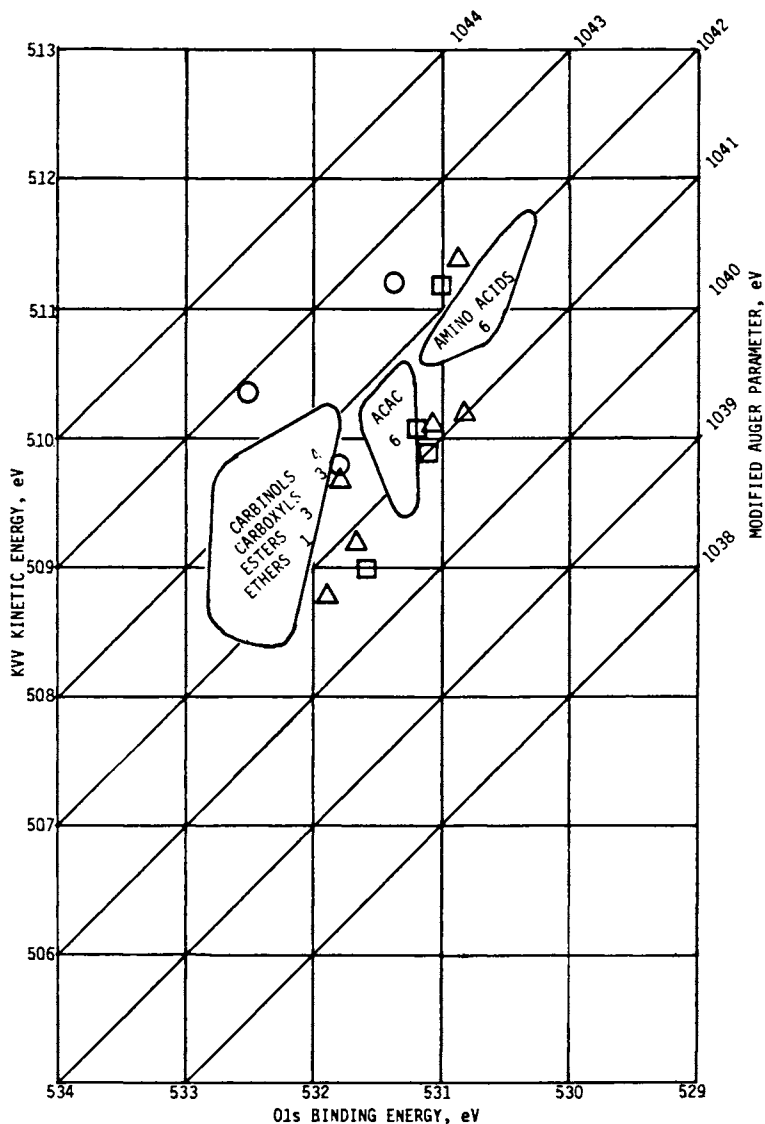 1044
1043
1042
513
1041
512
1040
511
AMINO ACIDS
6
1039
ACAC
6
510
CARBINOLS 4
CARBOXYLS 3
ESTERS 3
ETHERS 1
1038
509
508
507
506
534
533
532
531
530
529
O1s BINDING ENERGY, eV
KVV KINETIC ENERGY, eV
MODIFIED AUGER PARAMETER, eV